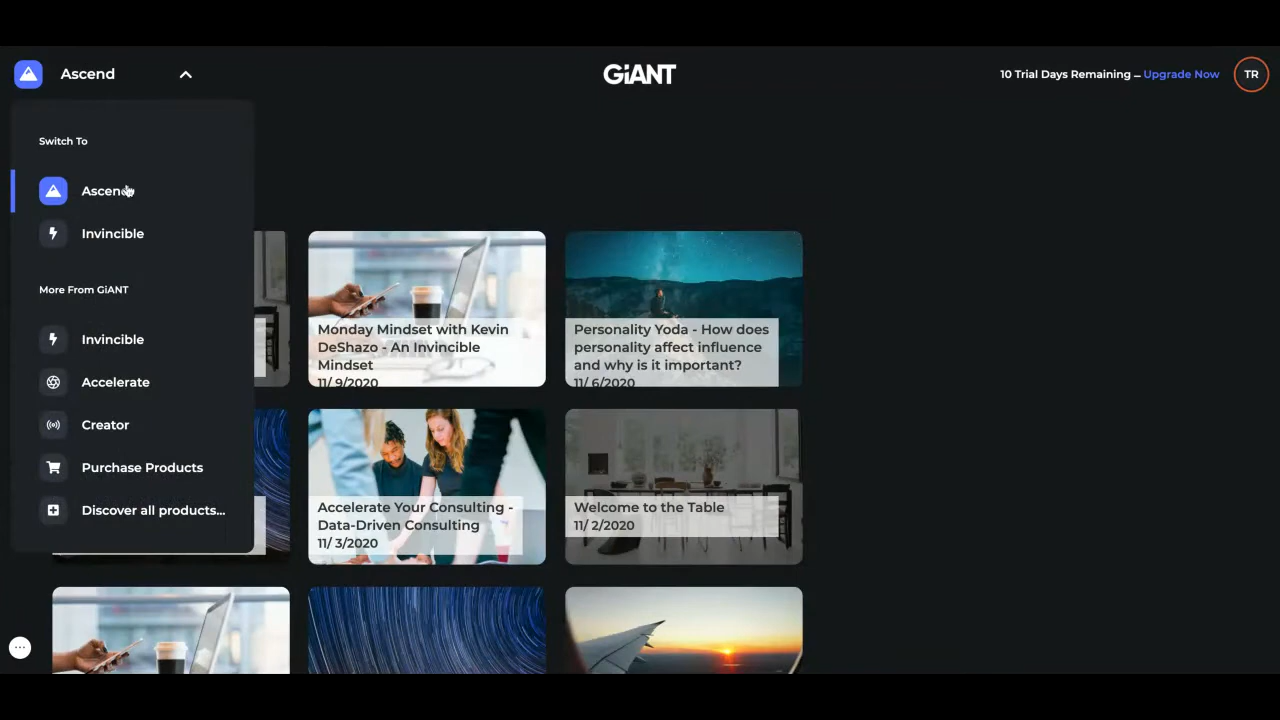 Ascend
GiANT
10 Trial Days Remaining – Upgrade Now
TR
Switch To
Ascend
Invincible
More From GiANT
Invincible
Accelerate
Creator
Purchase Products
Discover all products...
Monday Mindset with Kevin
DeShazo - An Invincible
Mindset
11/ 9/2020
Personality Yoda - How does
personality affect influence
and why is it important?
11/ 6/2020
Accelerate Your Consulting -
Data-Driven Consulting
11/ 3/2020
Welcome to the Table
11/ 2/2020